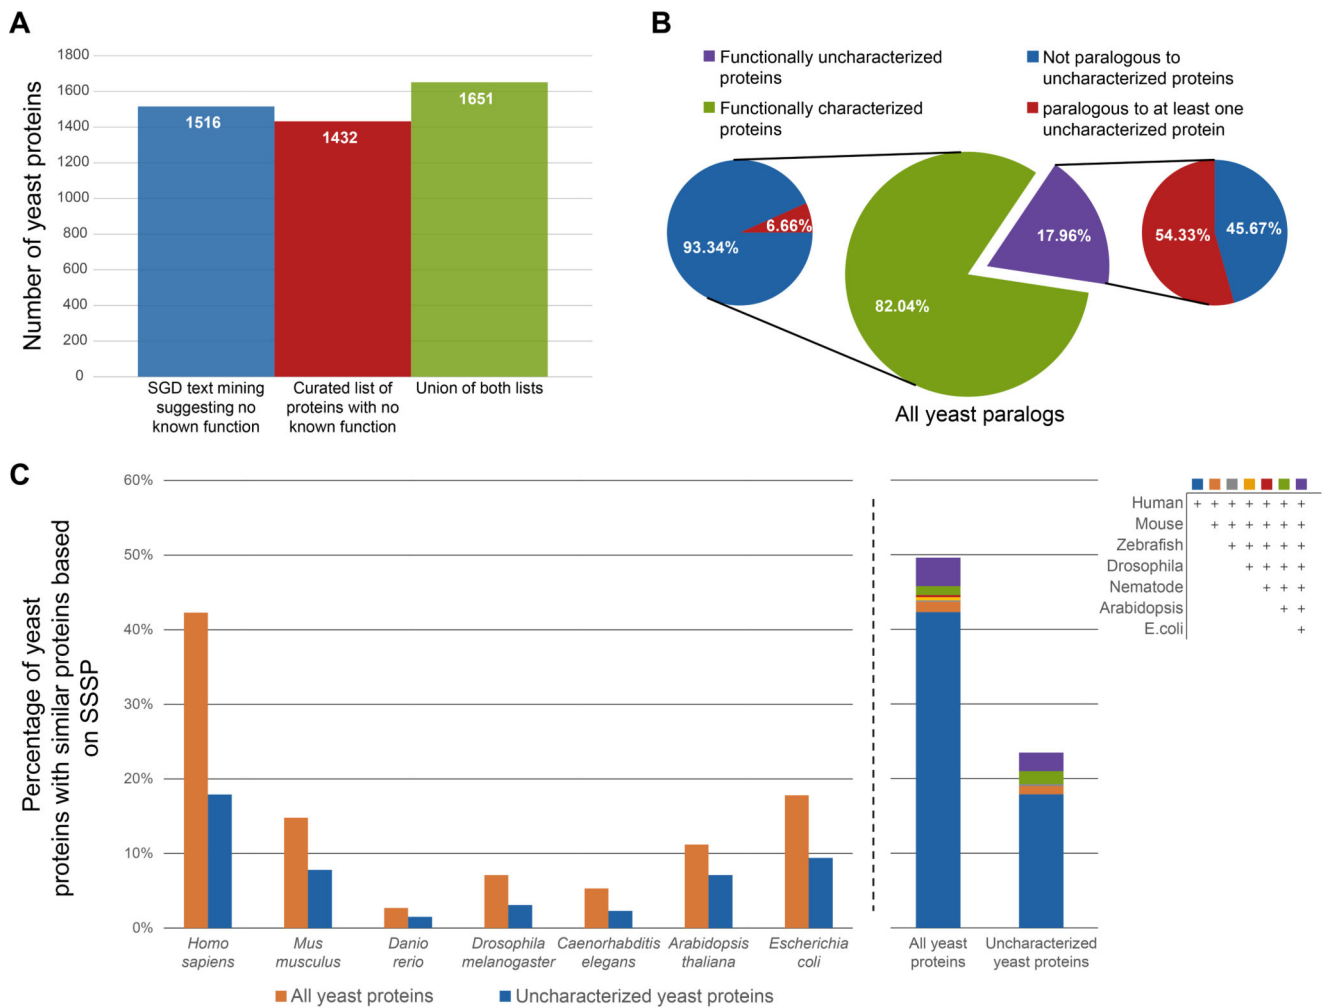 A
Number of yeast proteins
1800
1600
1400
1200
1000
800
600
400
200
0
1516
1432
1651
SGD text mining
suggesting no
known function
Curated list of
proteins with no
known function
Union of both lists
B
Functionally uncharacterized
proteins
Functionally characterized
proteins
Not paralogous to
uncharacterized proteins
paralogous to at least one
uncharacterized protein
93.34%
6.66%
82.04%
17.96%
54.33%
45.67%
All yeast paralogs
C
Percentage of yeast
proteins with similar proteins based
on SSSP
60%
50%
40%
30%
20%
10%
0%
Homo
sapiens
Mus
musculus
Danio
rerio
Drosophila
melanogaster
Caenorhabditis
elegans
Arabidopsis
thaliana
Escherichia
coli
All yeast
proteins
Uncharacterized
yeast proteins
All yeast proteins
Uncharacterized yeast proteins
Human + + + + + + +
Mouse + + + + + +
Zebrafish + + + + +
Drosophila + + + +
Nematode + + +
Arabidopsis + +
E.coli +